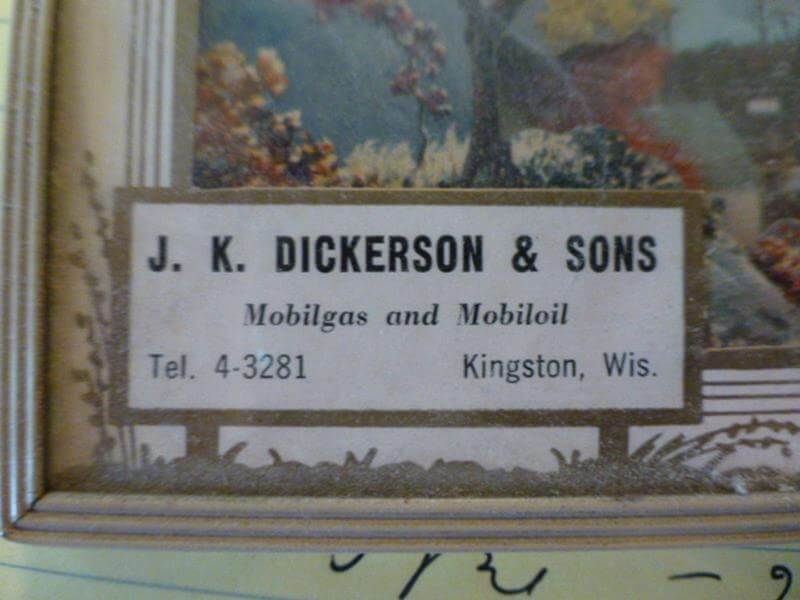 J. K. DICKERSON & SONS
Mobilgas and Mobiloil
Tel. 4-3281 Kingston, Wis.